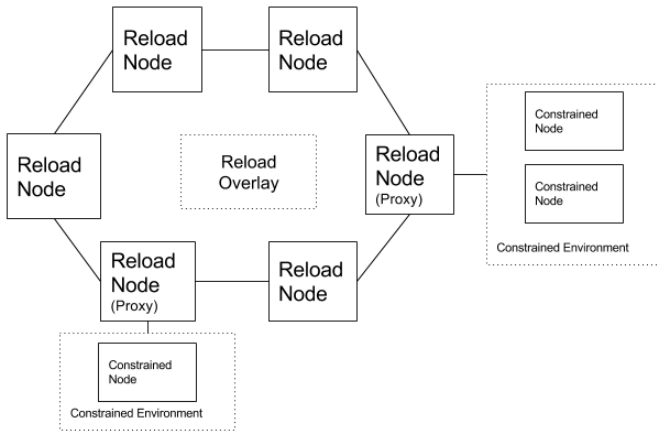 Reload
Node
Reload
Node
Reload
Node
Reload
Overlay
Reload
Node
(Proxy)
Constrained
Node
Constrained
Node
Constrained Environment
Reload
Node
(Proxy)
Reload
Node
Constrained
Node
Constrained Environment